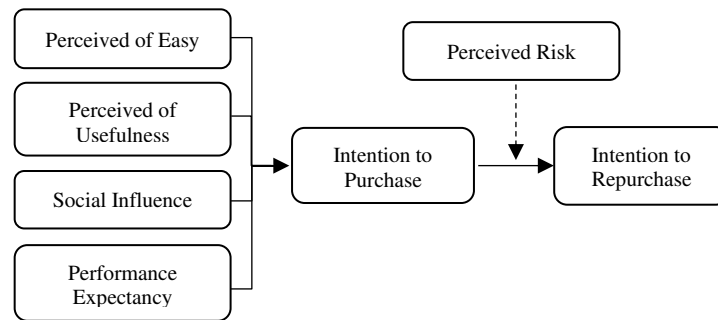 Perceived of Easy
Perceived of
Usefulness
Social Influence
Performance
Expectancy
Intention to
Purchase
Perceived Risk
Intention to
Repurchase